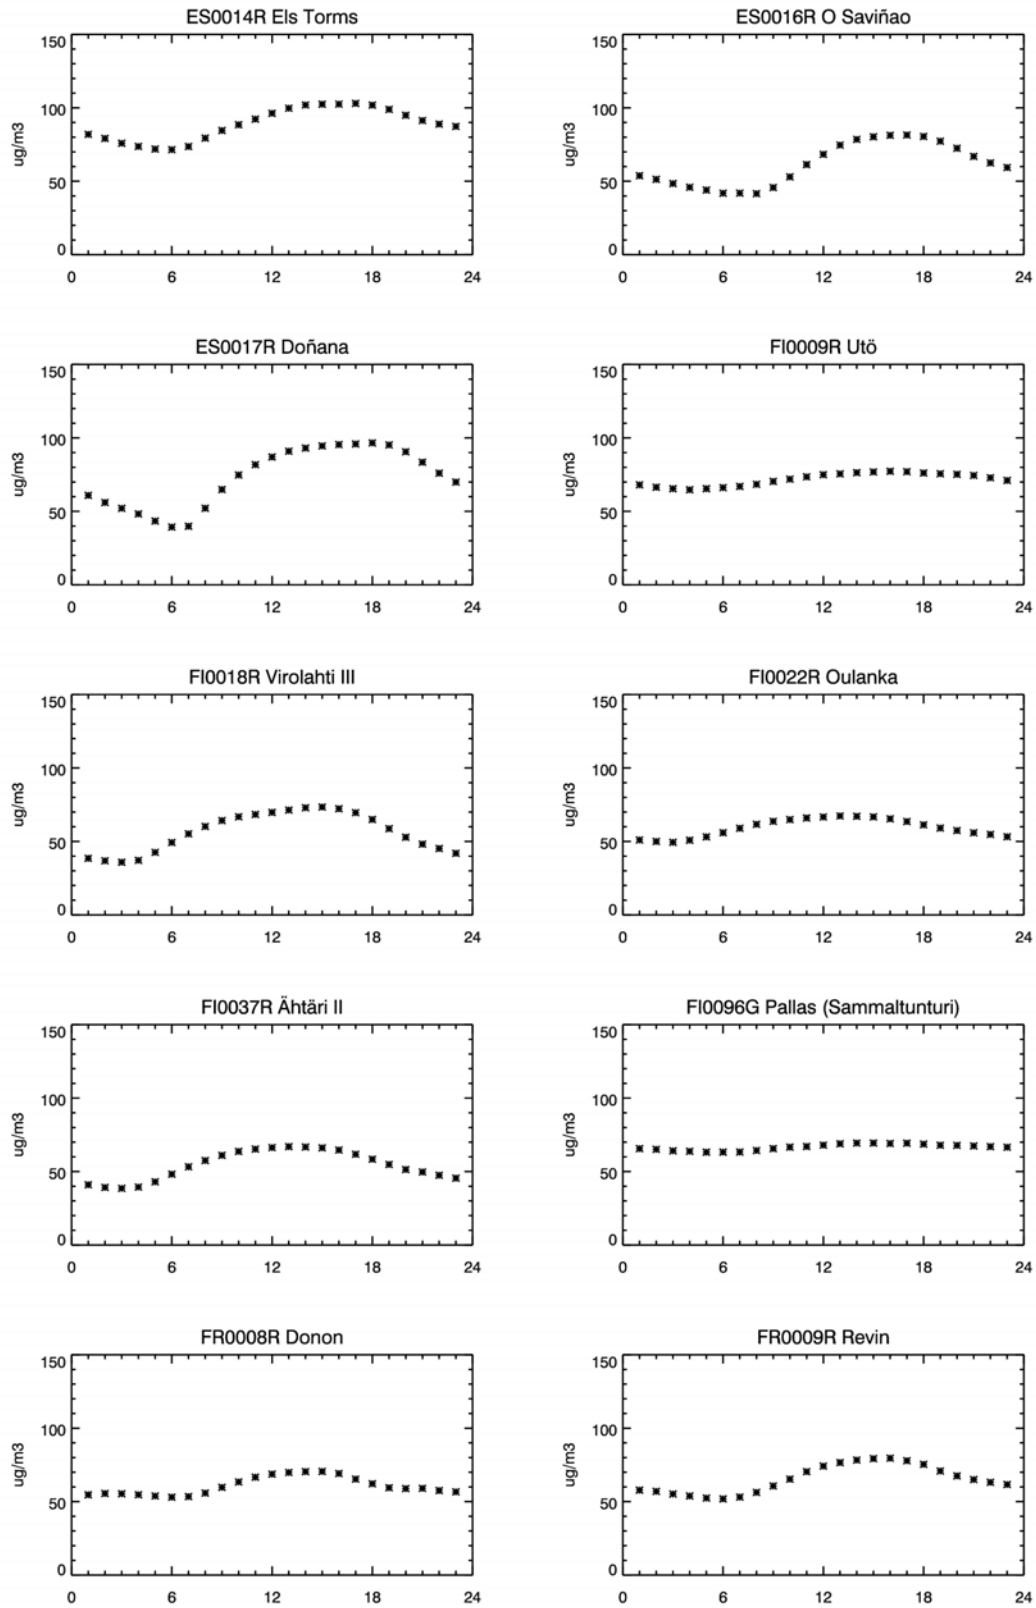 ES0014R Els Torms
150
100
50
0
ug/m3
0 6 12 18 24
ES0016R O Saviñao
150
100
50
0
ug/m3
0 6 12 18 24
ES0017R Doñana
150
100
50
0
ug/m3
0 6 12 18 24
FI0009R Utö
150
100
50
0
ug/m3
0 6 12 18 24
FI0018R Virolahti III
150
100
50
0
ug/m3
0 6 12 18 24
FI0022R Oulanka
150
100
50
0
ug/m3
0 6 12 18 24
FI0037R Ähtäri II
150
100
50
0
ug/m3
0 6 12 18 24
FI0096G Pallas (Sammaltunturi)
150
100
50
0
ug/m3
0 6 12 18 24
FR0008R Donon
150
100
50
0
ug/m3
0 6 12 18 24
FR0009R Revin
150
100
50
0
ug/m3
0 6 12 18 24